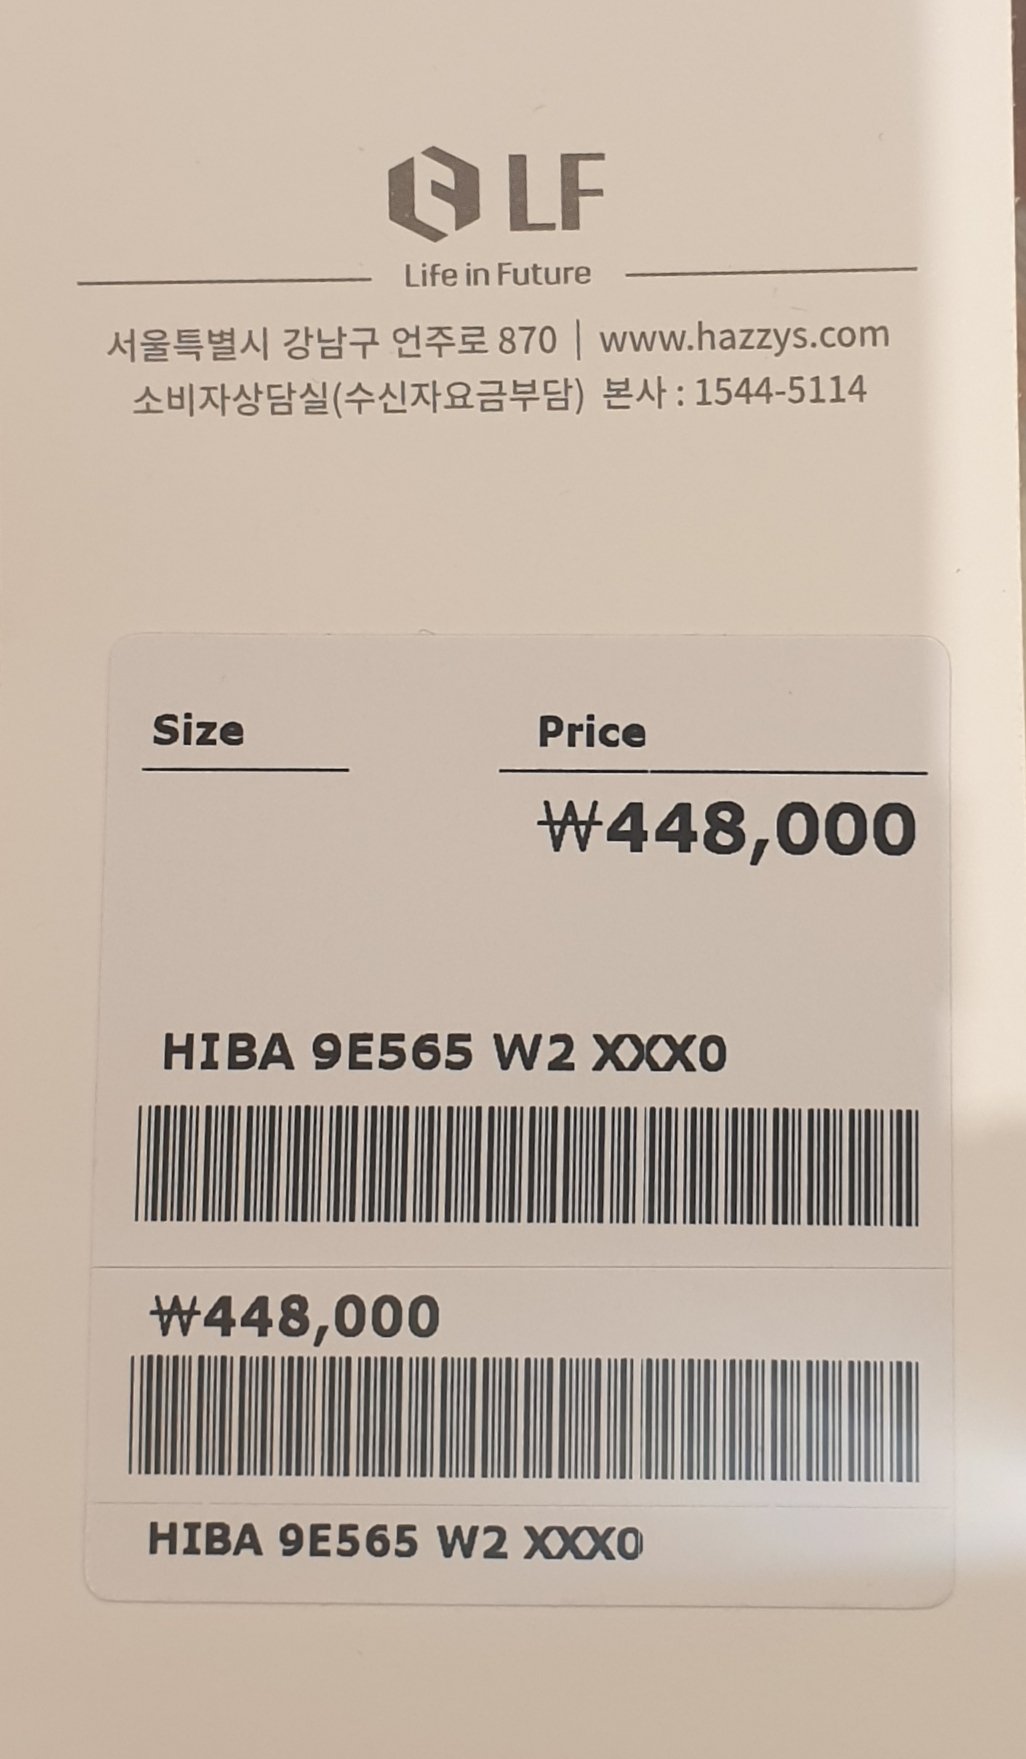 LF
Life in Future
서울특별시 강남구 언주로 870 | www.hazzys.com
소비자상담실(수신자요금부담) 본사 : 1544-5114
Size Price
₩448,000
HIBA 9E565 W2 XXX0
₩448,000
HIBA 9E565 W2 XXX0